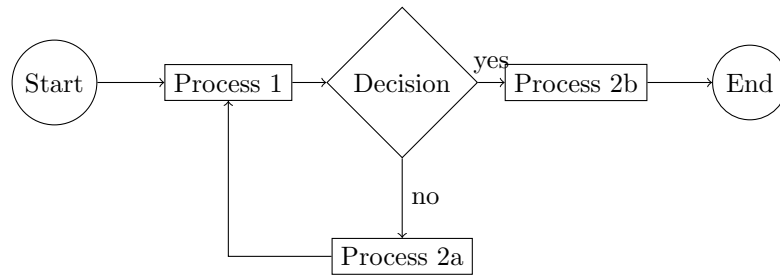 Start
Process 1
Decision
yes
Process 2b
End
no
Process 2a